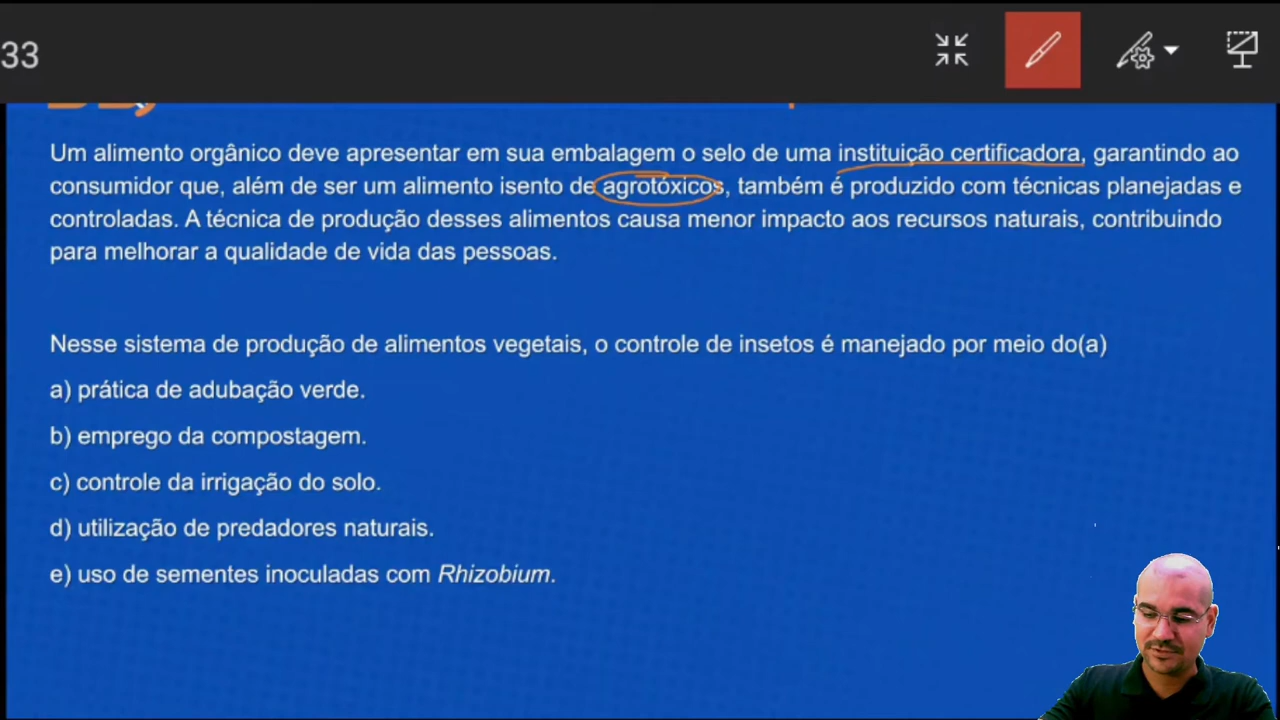 33
Um alimento orgânico deve apresentar em sua embalagem o selo de uma instituição certificadora, garantindo ao
consumidor que, além de ser um alimento isento de agrotóxicos, também é produzido com técnicas planejadas e
controladas. A técnica de produção desses alimentos causa menor impacto aos recursos naturais, contribuindo
para melhorar a qualidade de vida das pessoas.
Nesse sistema de produção de alimentos vegetais, o controle de insetos é manejado por meio do(a)
a) prática de adubação verde.
b) emprego da compostagem.
c) controle da irrigação do solo.
d) utilização de predadores naturais.
e) uso de sementes inoculadas com Rhizobium.